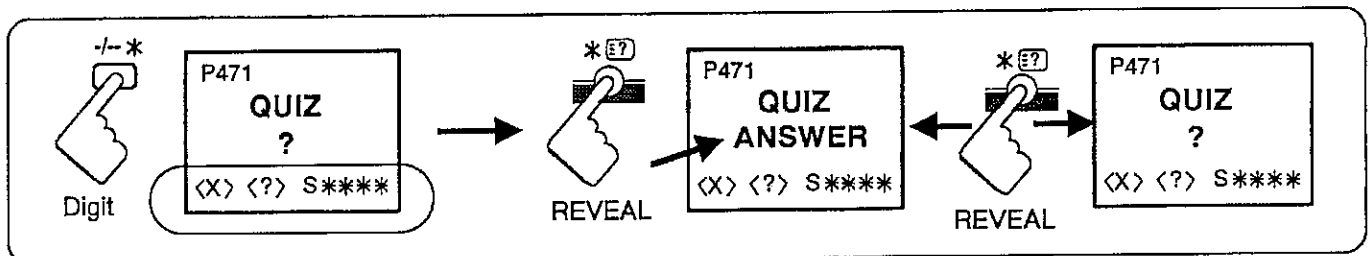 -/--*
Digit
P471
QUIZ
?
<X> <?> S****
*
?
REVEAL
P471
QUIZ
ANSWER
<X> <?> S****
*
?
REVEAL
P471
QUIZ
?
<X> <?> S****